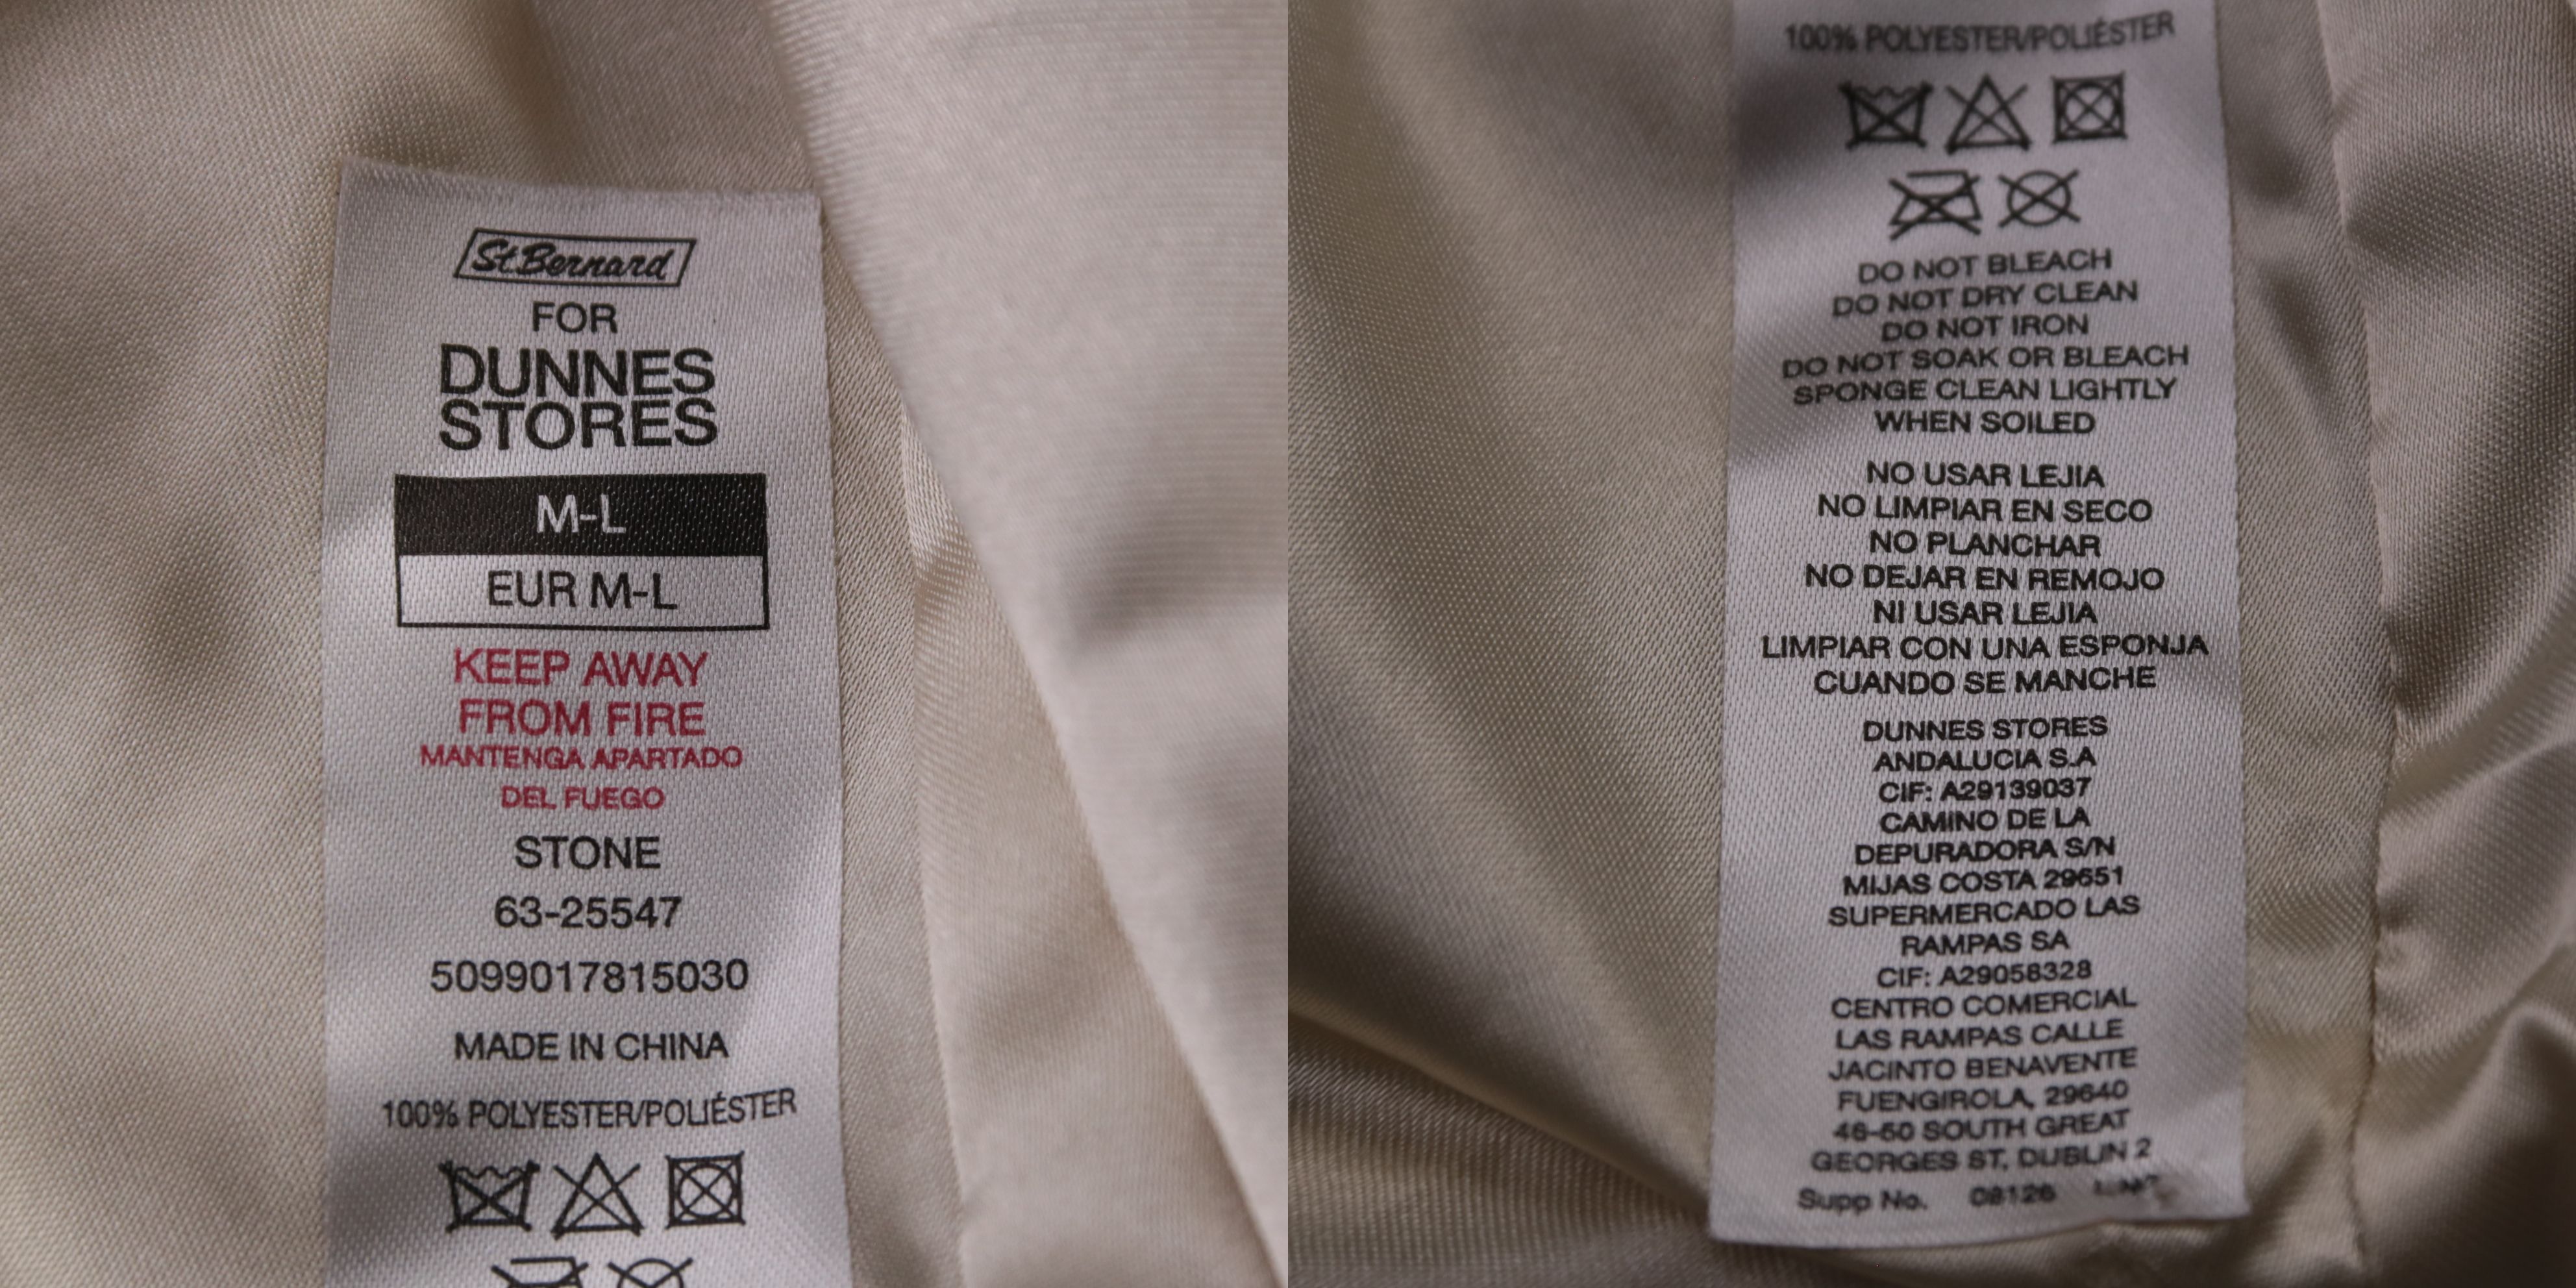 St.Bernard
FOR
DUNNES
STORES
M-L
EUR M-L
KEEP AWAY
FROM FIRE
MANTENGA APARTADO
DEL FUEGO
STONE
63-25547
5099017815030
MADE IN CHINA
100% POLYESTER/POLIÉSTER
100% POLYESTER/POLIÉSTER
DO NOT BLEACH
DO NOT DRY CLEAN
DO NOT IRON
DO NOT SOAK OR BLEACH
SPONGE CLEAN LIGHTLY
WHEN SOILED
NO USAR LEJIA
NO LIMPIAR EN SECO
NO PLANCHAR
NO DEJAR EN REMOJO
NI USAR LEJIA
LIMPIAR CON UNA ESPONJA
CUANDO SE MANCHE
DUNNES STORES
ANDALUCIA S.A
CIF: A29139037
CAMINO DE LA
DEPURADORA S/N
MIJAS COSTA 29651
SUPERMERCADO LAS
RAMPAS SA
CIF: A29058328
CENTRO COMERCIAL
LAS RAMPAS CALLE
JACINTO BENAVENTE
FUENGIROLA, 29640
46-50 SOUTH GREAT
GEORGES ST, DUBLIN 2
Supp No. 08126